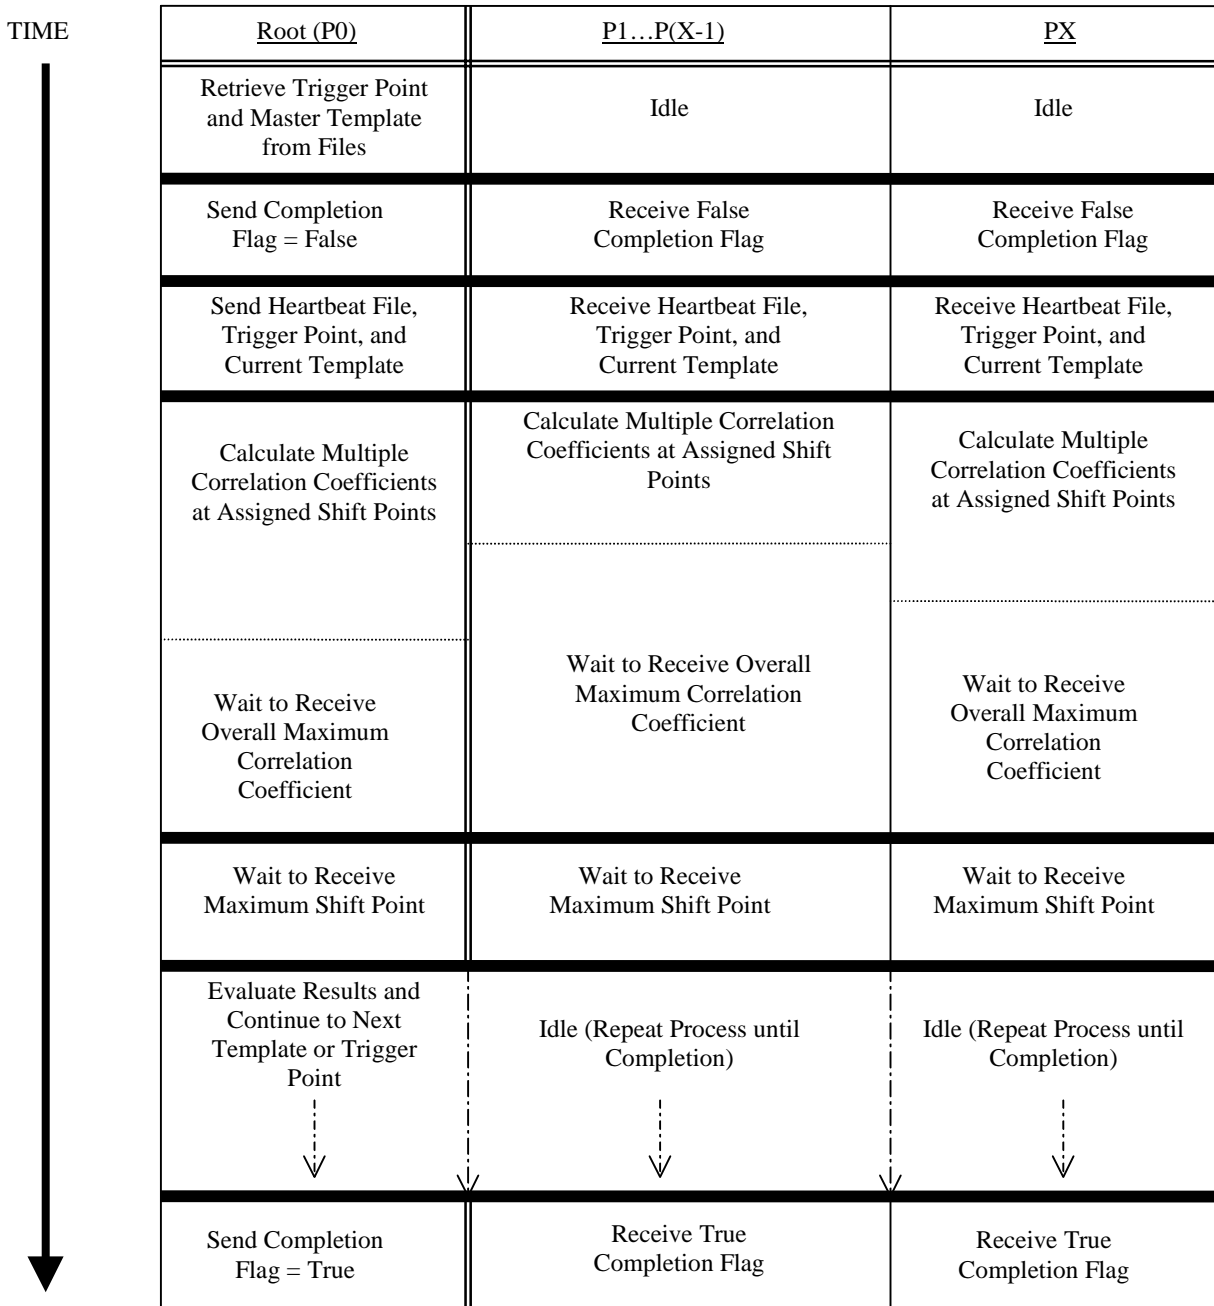 TIME
Root (P0)
P1…P(X-1)
PX
Retrieve Trigger Point
and Master Template
from Files
Idle
Idle
Send Completion
Flag = False
Receive False
Completion Flag
Receive False
Completion Flag
Send Heartbeat File,
Trigger Point, and
Current Template
Receive Heartbeat File,
Trigger Point, and
Current Template
Receive Heartbeat File,
Trigger Point, and
Current Template
Calculate Multiple
Correlation Coefficients
at Assigned Shift Points
Calculate Multiple Correlation
Coefficients at Assigned Shift
Points
Calculate Multiple
Correlation Coefficients
at Assigned Shift Points
Wait to Receive
Overall Maximum
Correlation
Coefficient
Wait to Receive Overall
Maximum Correlation
Coefficient
Wait to Receive
Overall Maximum
Correlation
Coefficient
Wait to Receive
Maximum Shift Point
Wait to Receive
Maximum Shift Point
Wait to Receive
Maximum Shift Point
Evaluate Results and
Continue to Next
Template or Trigger
Point
Idle (Repeat Process until
Completion)
Idle (Repeat Process until
Completion)
Send Completion
Flag = True
Receive True
Completion Flag
Receive True
Completion Flag